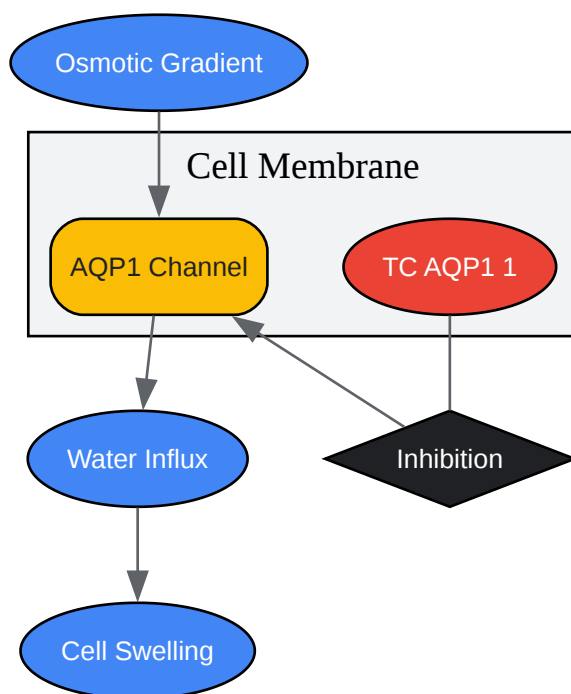 Osmotic Gradient
Cell Membrane
AQP1 Channel
TC AQP1 1
Water Influx
Inhibition
Cell Swelling